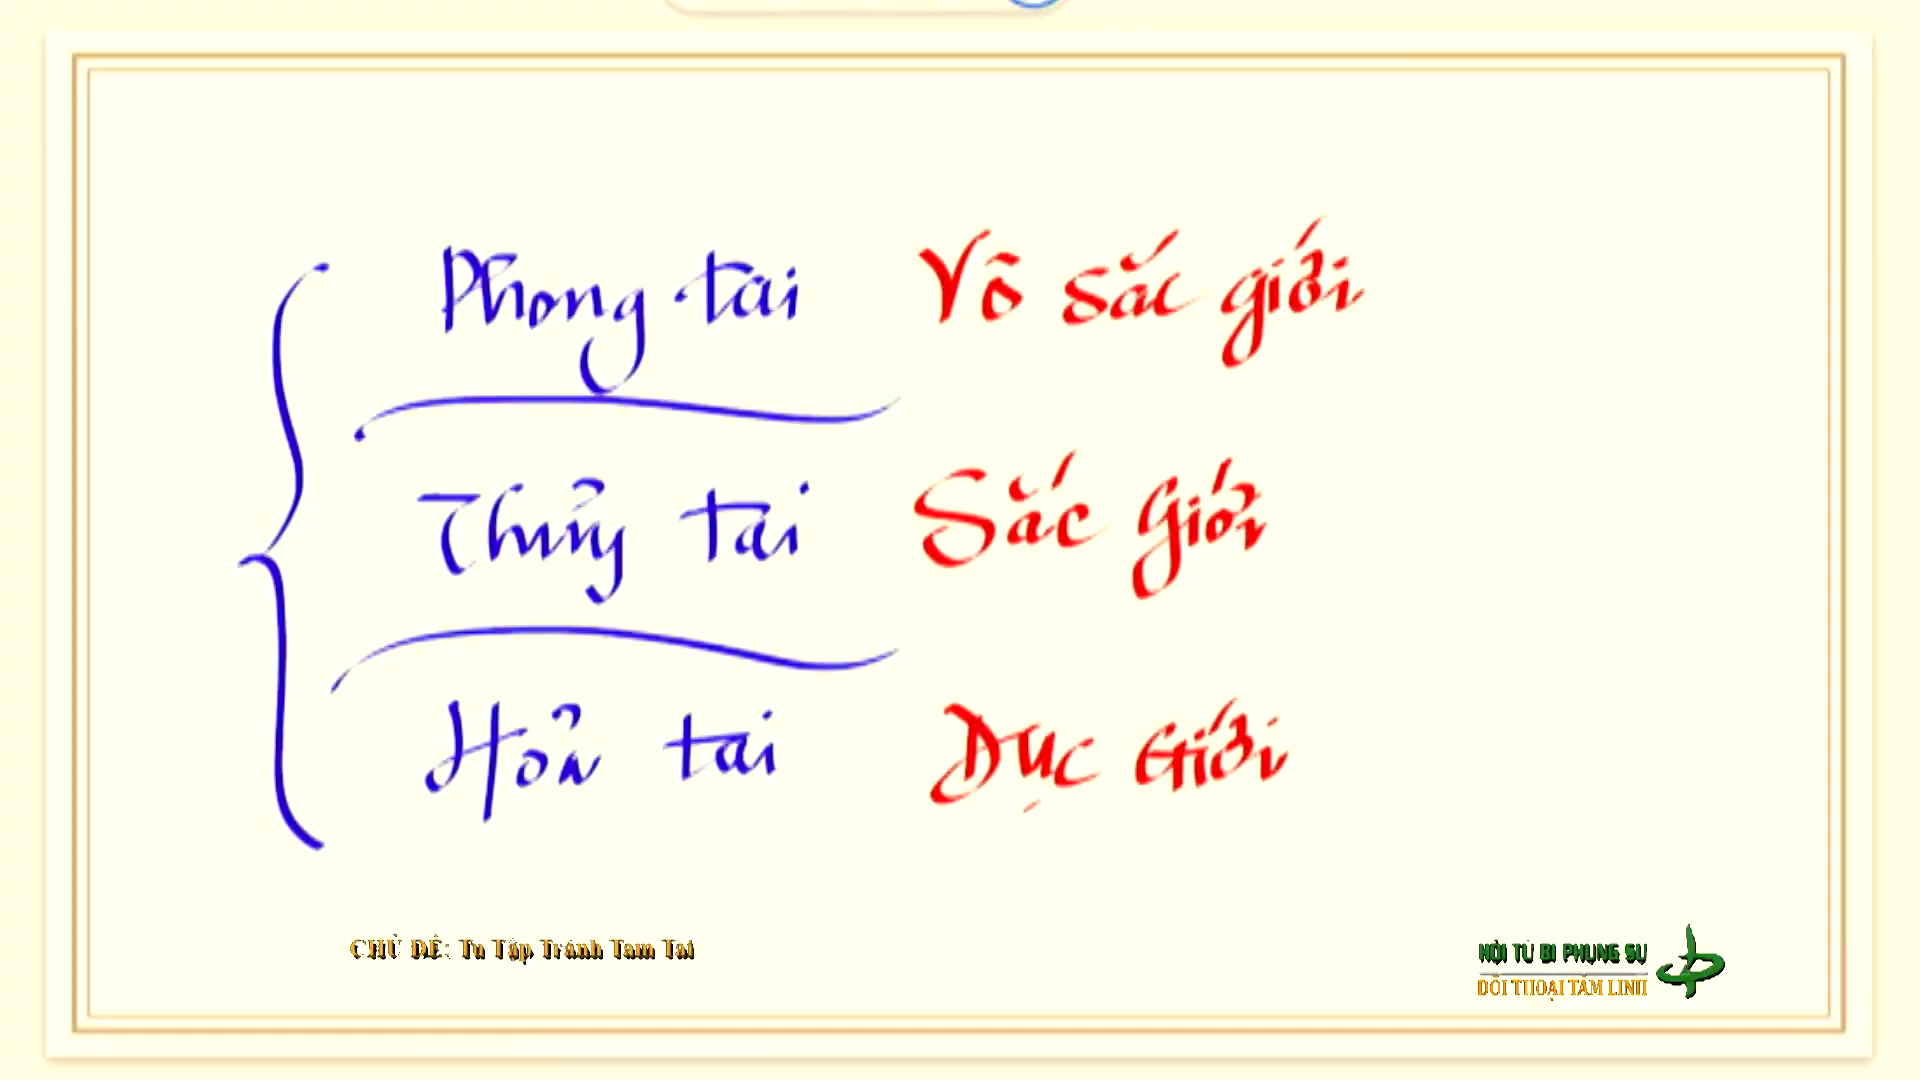 Phong tai Vô sắc giới
Thủy tai Sắc Giới
Hỏa tai Dục Giới
CHỦ ĐỀ: Tu Tập Tránh Tam Tai
HỘI TỪ BI PHỤNG SỰ
ĐỐI THOẠI TÂM LINH